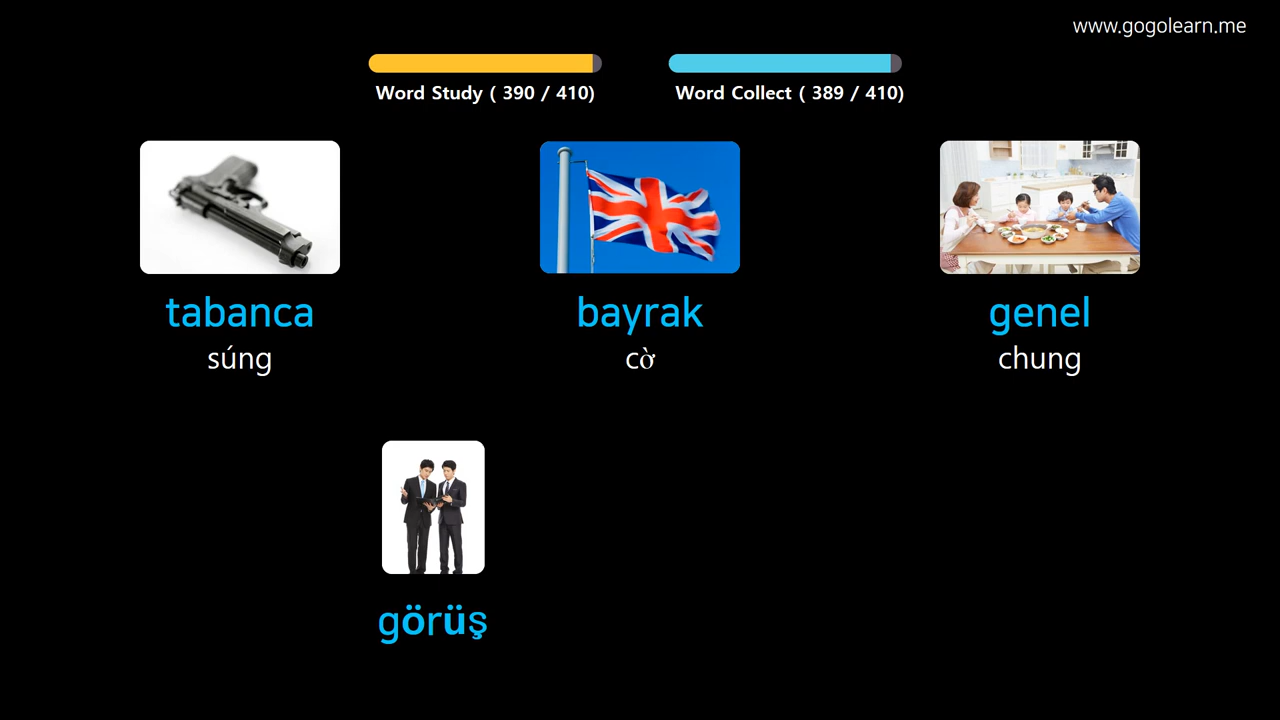 www.gogolearn.me
Word Study ( 390 / 410)
Word Collect ( 389 / 410)
tabanca
bayrak
genel
súng
cờ
chung
görüş